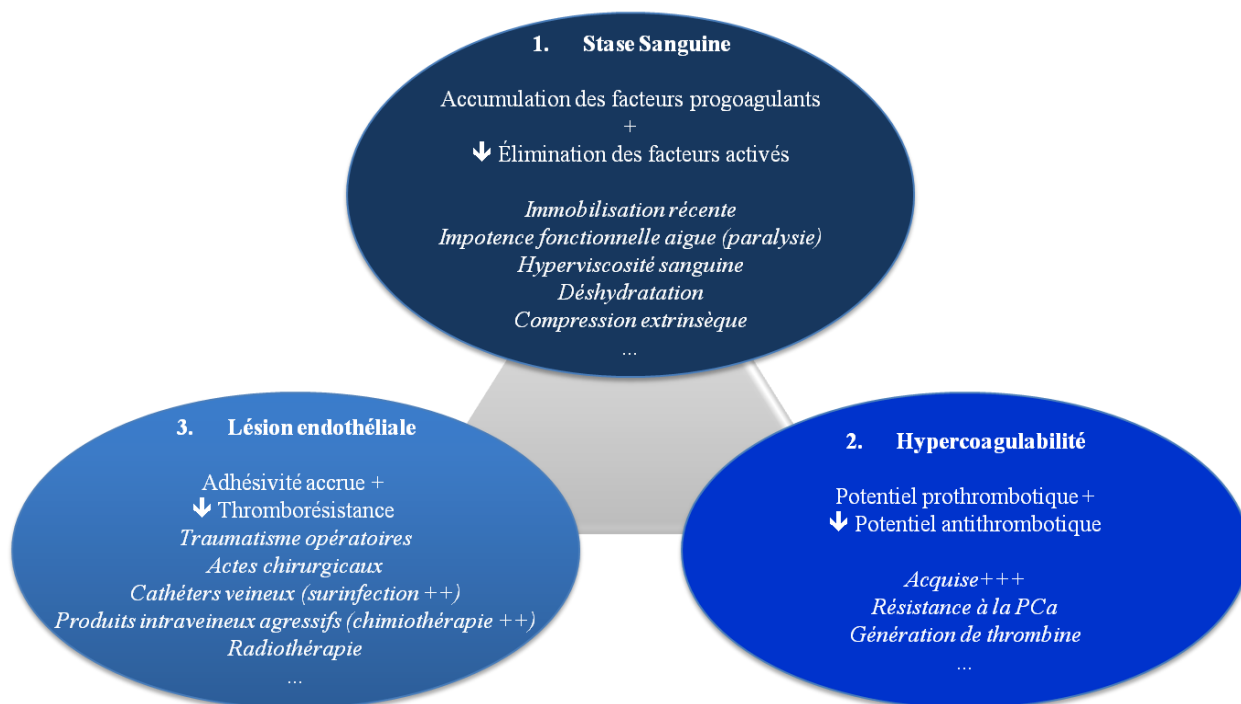 1. Stase Sanguine
Accumulation des facteurs progoagulants
+
🡻 Élimination des facteurs activés
Immobilisation récente
Impotence fonctionnelle aigue (paralysie)
Hyperviscosité sanguine
Déshydratation
Compression extrinsèque
...
3. Lésion endothéliale
Adhésivité accrue +
🡻 Thromborésistance
Traumatisme opératoires
Actes chirurgicaux
Cathéters veineux (surinfection ++)
Produits intraveineux agressifs (chimiothérapie ++)
Radiothérapie
...
2. Hypercoagulabilité
Potentiel prothrombotique +
🡻 Potentiel antithrombotique
Acquise+++
Résistance à la PCa
Génération de thrombine
...